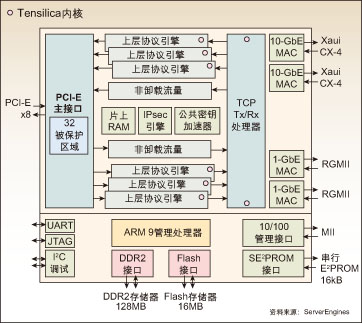 Tensilica内核
上层协议引擎
上层协议引擎
上层协议引擎
非卸载流量
PCI-E
主接口
32
被保护
区域
片上
RAM
IPsec
引擎
公共密钥
加速器
TCP
Tx/Rx
处理器
10-GbE
MAC
Xaui
CX-4
10-GbE
MAC
Xaui
CX-4
PCI-E
x8
非卸载流量
上层协议引擎
上层协议引擎
上层协议引擎
1-GbE
MAC
RGMII
1-GbE
MAC
RGMII
UART
JTAG
I²C
调试
ARM 9管理处理器
DDR2
接口
Flash
接口
10/100
管理接口
MII
SE²PROM
接口
串行
E²PROM
16kB
DDR2存储器
128MB
Flash存储器
16MB
资料来源：ServerEngines